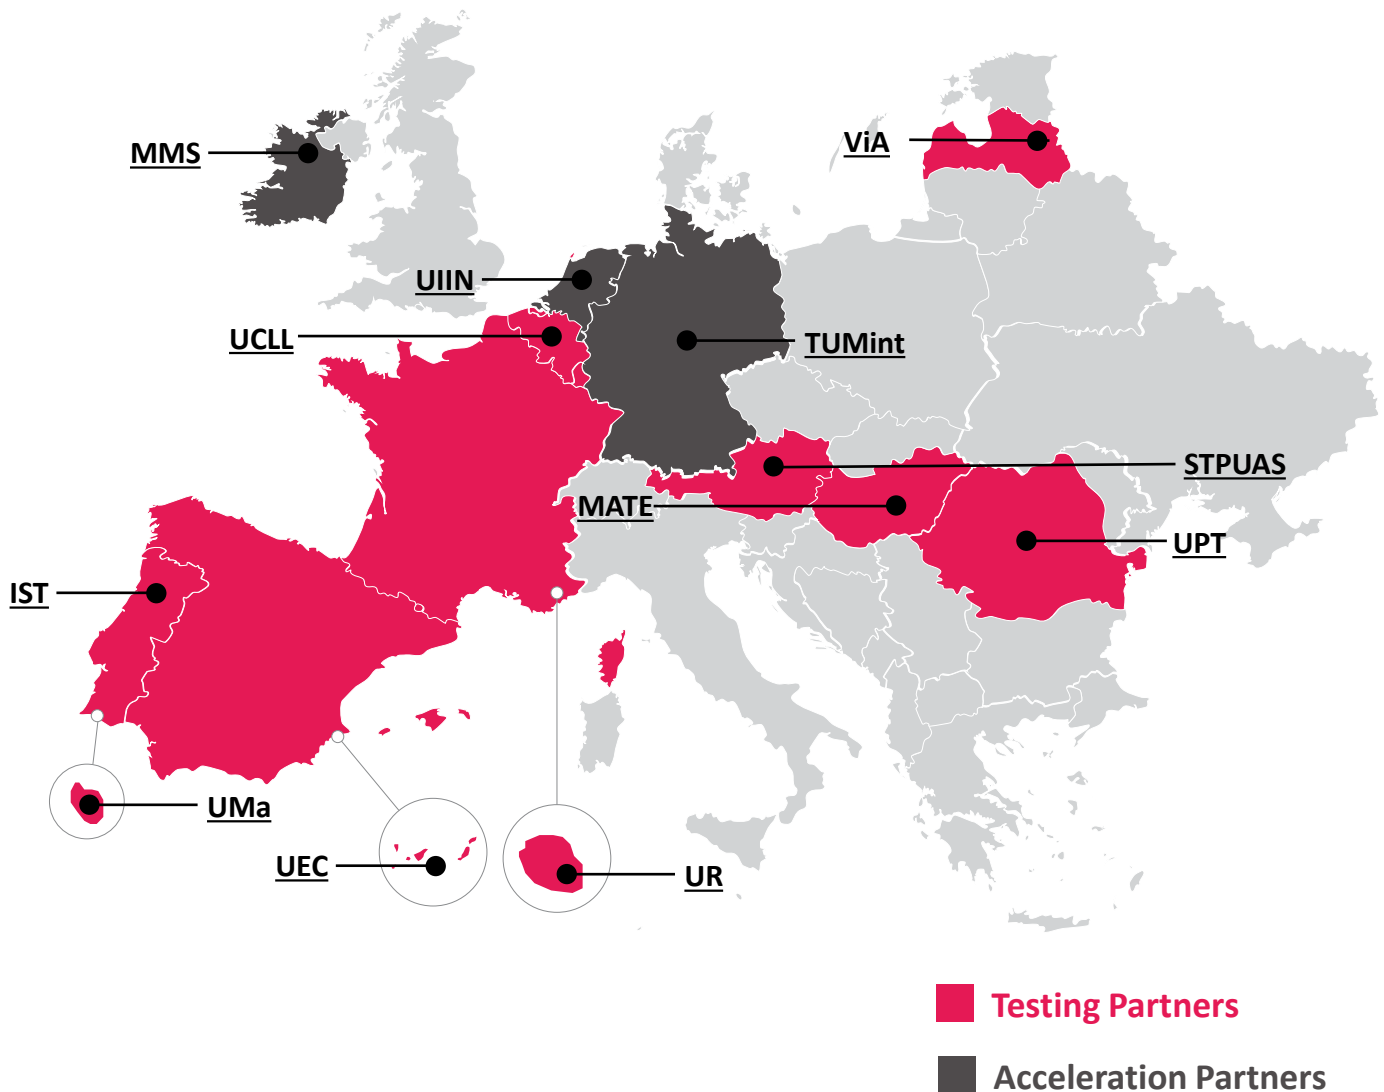 ViA
MMS
UIIN
UCLL
TUMint
STPUAS
MATE
UPT
IST
UMa
UEC
UR
Testing Partners
Acceleration Partners